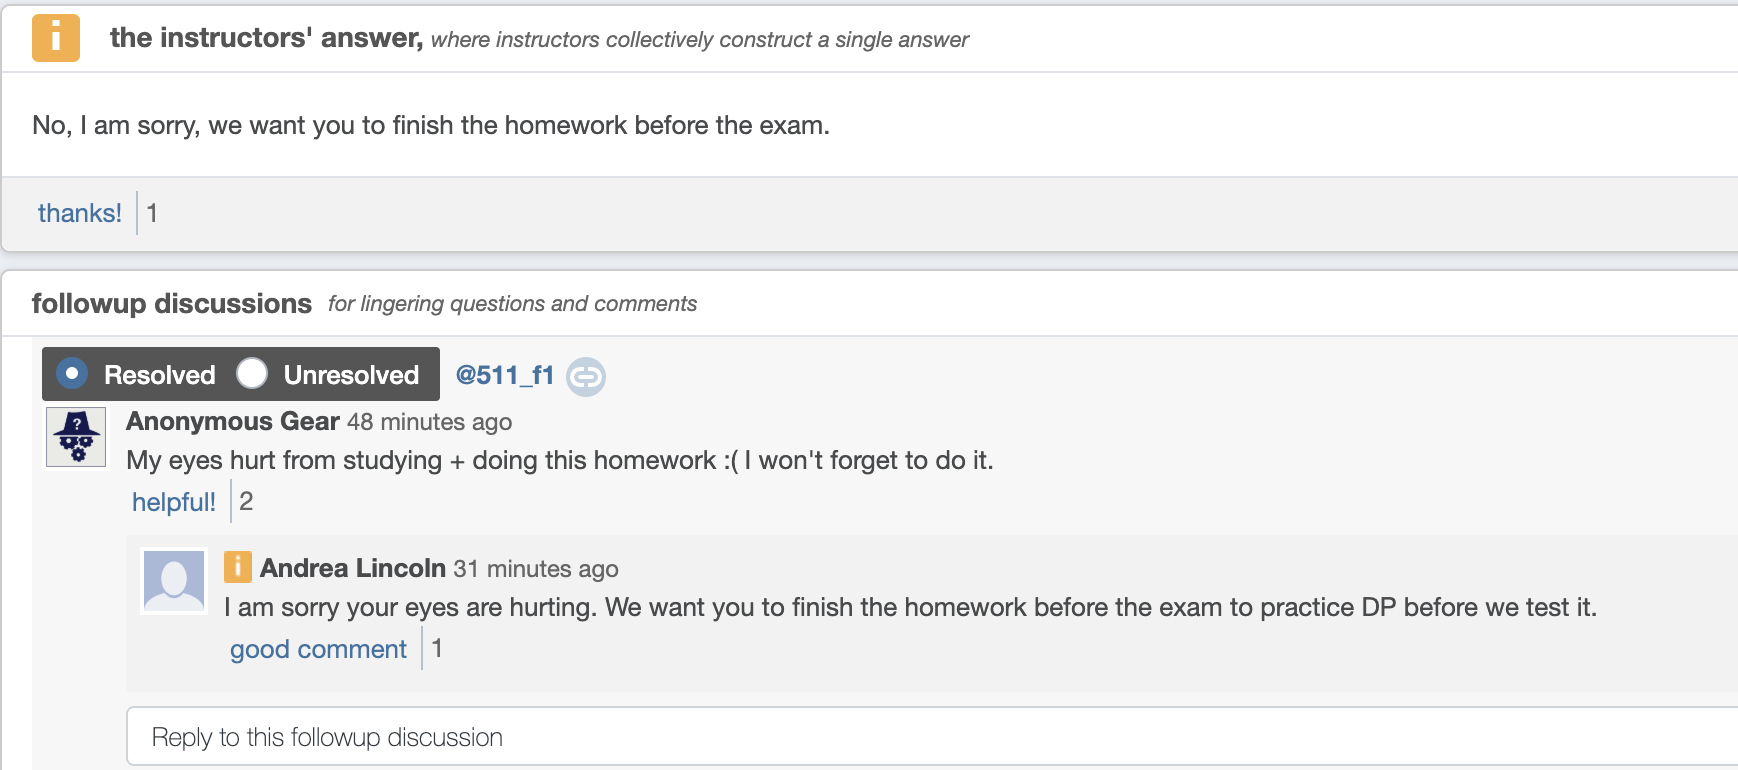 i the instructors' answer, where instructors collectively construct a single answer
No, I am sorry, we want you to finish the homework before the exam.
thanks! 1
followup discussions for lingering questions and comments
Resolved Unresolved @511_f1
? Anonymous Gear 48 minutes ago
My eyes hurt from studying + doing this homework :( I won't forget to do it.
helpful! 2
i Andrea Lincoln 31 minutes ago
I am sorry your eyes are hurting. We want you to finish the homework before the exam to practice DP before we test it.
good comment 1
Reply to this followup discussion